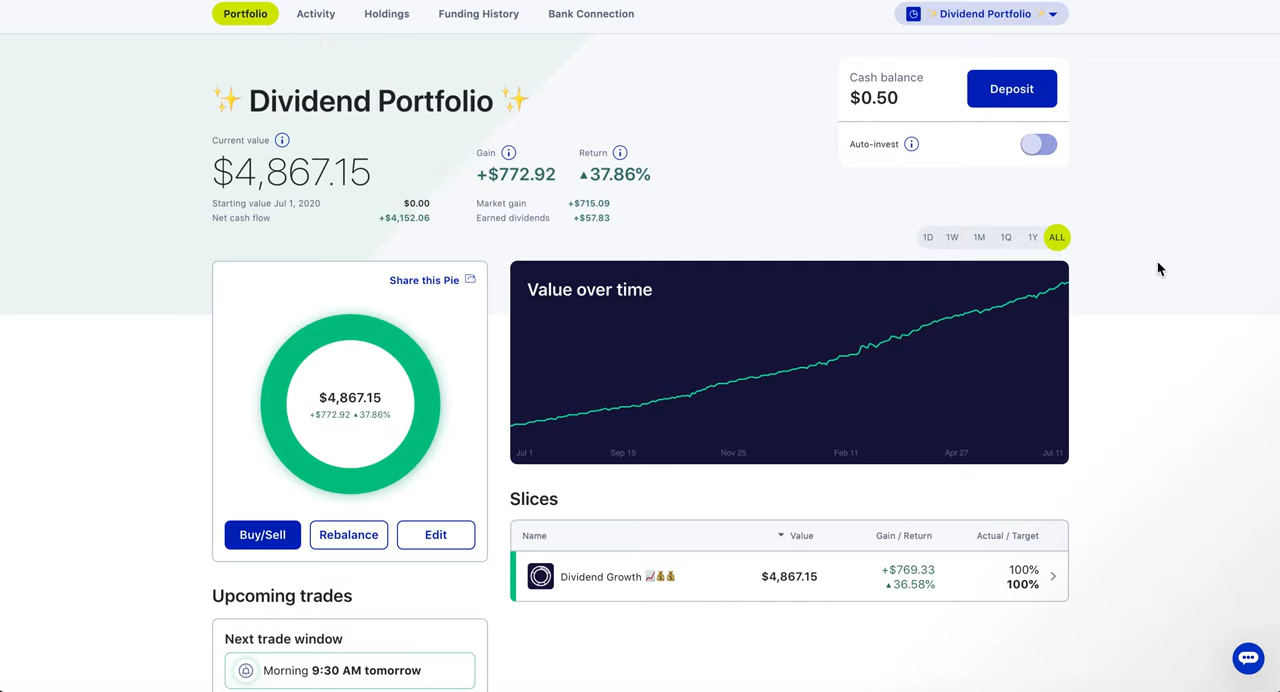 Portfolio Activity Holdings Funding History Bank Connection ✨ Dividend Portfolio ✨
✨ Dividend Portfolio ✨
Cash balance
$0.50
Deposit
Auto-invest
Current value
$4,867.15
Starting value Jul 1, 2020 $0.00
Net cash flow +$4,152.06
Gain
+$772.92
Return
▲37.86%
Market gain +$715.09
Earned dividends +$57.83
1D 1W 1M 1Q 1Y ALL
Share this Pie
$4,867.15
+$772.92 ▲37.86%
Buy/Sell Rebalance Edit
Value over time
Jul 1 Sep 15 Nov 25 Feb 11 Apr 27 Jul 11
Slices
Name Value Gain / Return Actual / Target
Dividend Growth 📈💰💰 $4,867.15
+$769.33
▲36.58%
100%
100%
Upcoming trades
Next trade window
Morning 9:30 AM tomorrow